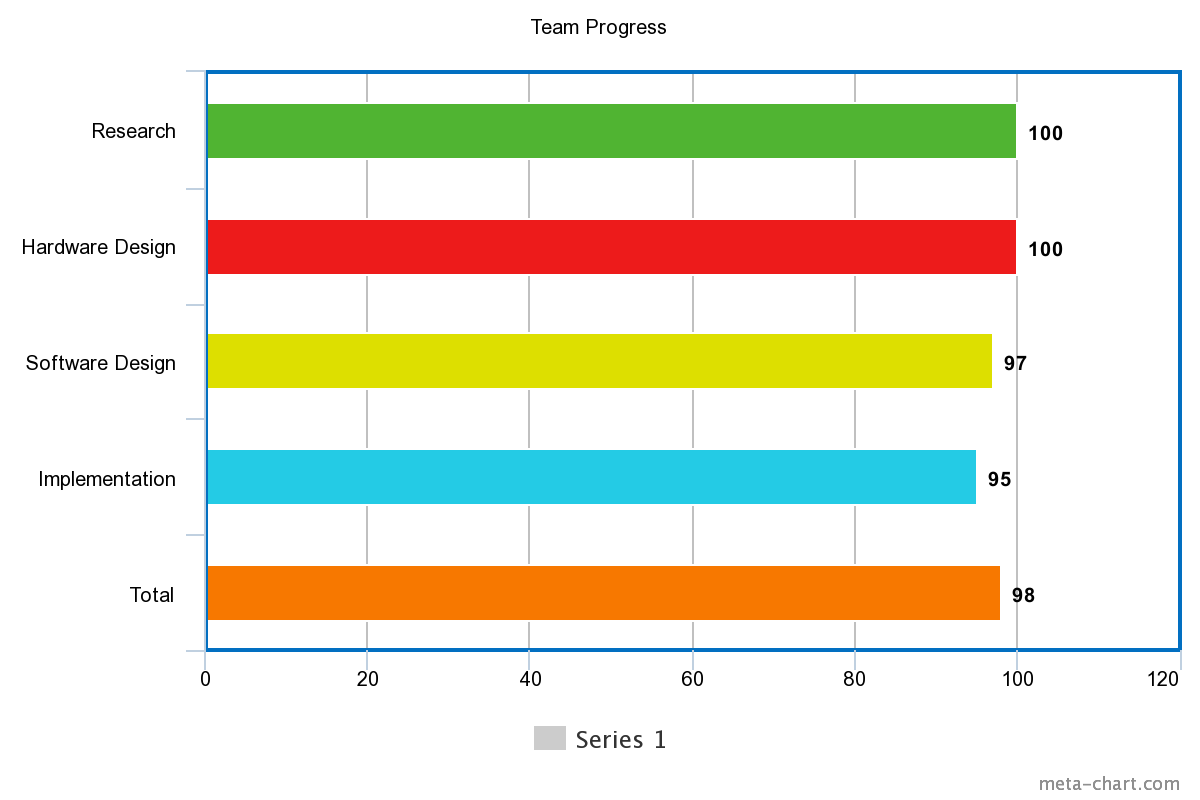 Team Progress
Research
100
Hardware Design
100
Software Design
97
Implementation
95
Total
98
0 20 40 60 80 100 120
Series 1
meta-chart.com